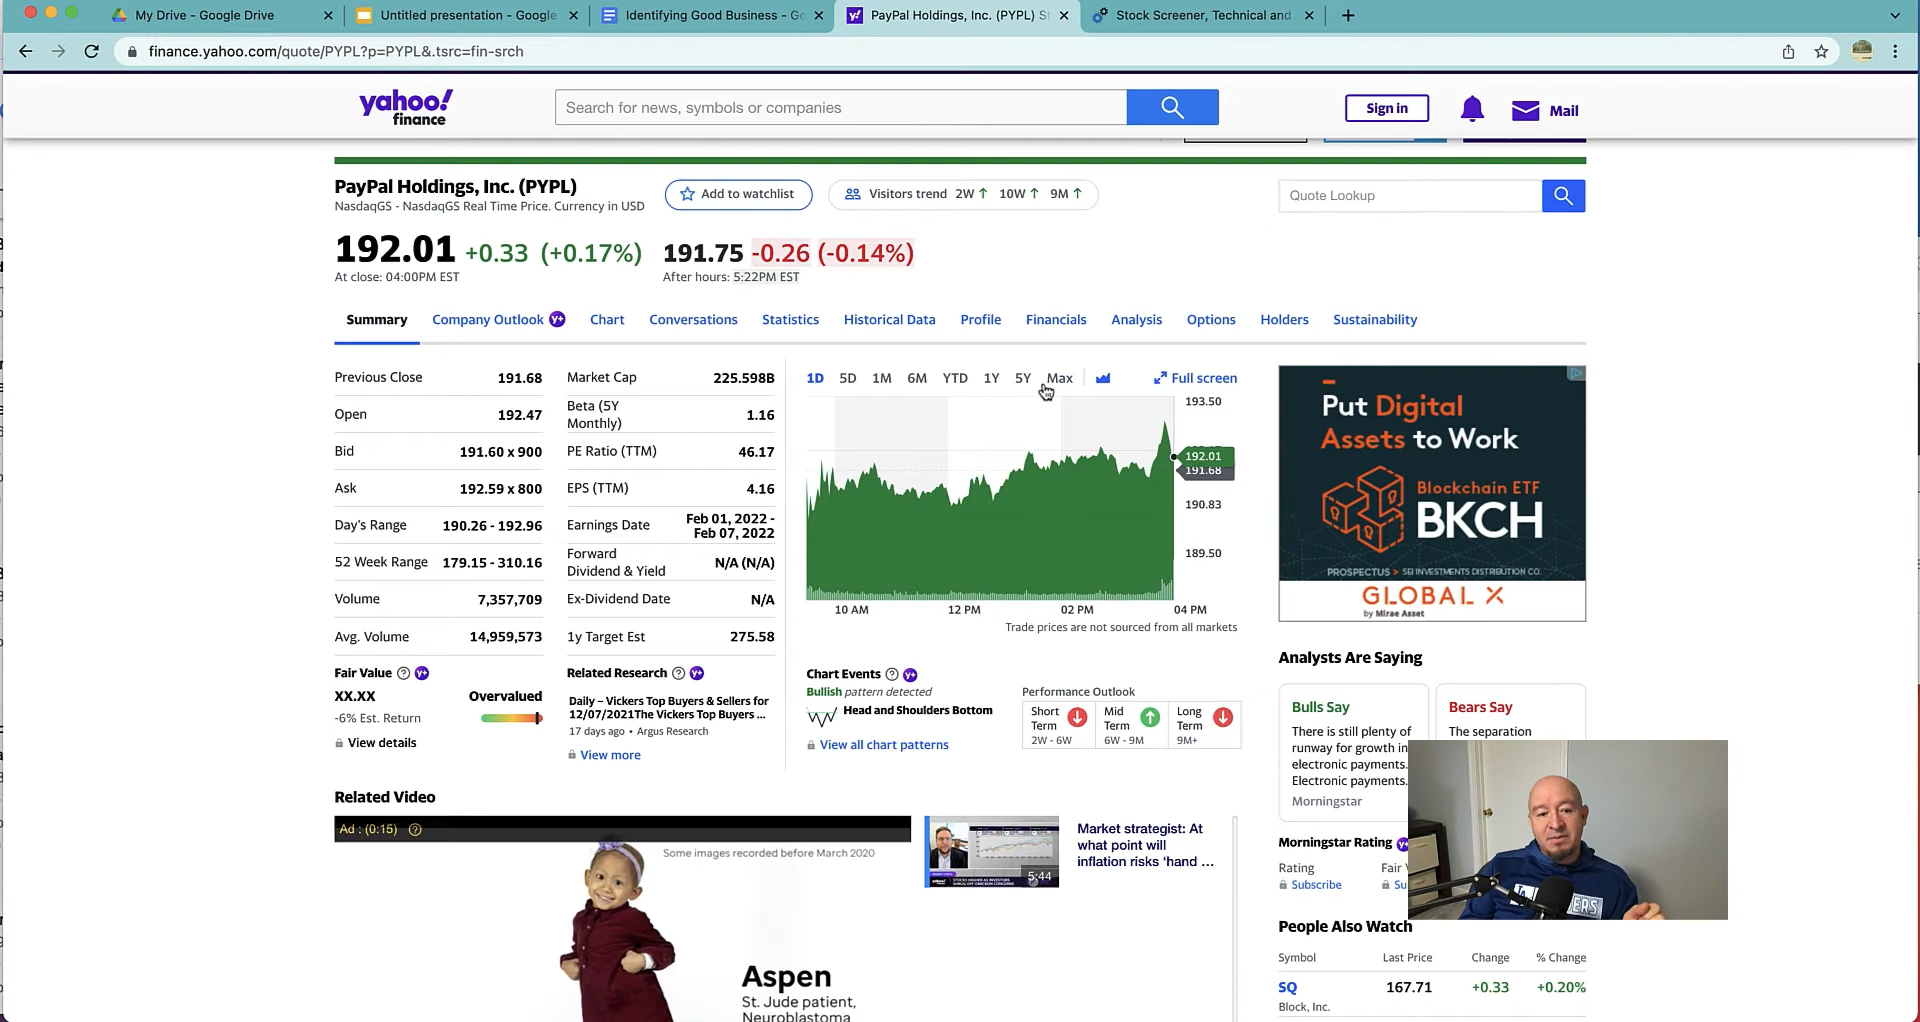 My Drive - Google Drive
Untitled presentation - Google
Identifying Good Business - Go
PayPal Holdings, Inc. (PYPL) S
Stock Screener, Technical and
finance.yahoo.com/quote/PYPL?p=PYPL&.tsrc=fin-srch
yahoo!
finance
Search for news, symbols or companies
Sign in
Mail
PayPal Holdings, Inc. (PYPL)
NasdaqGS - NasdaqGS Real Time Price. Currency in USD
Add to watchlist
Visitors trend 2W 10W 9M
Quote Lookup
192.01 +0.33 (+0.17%)
At close: 04:00PM EST
191.75 -0.26 (-0.14%)
After hours: 5:22PM EST
Summary Company Outlook Y+ Chart Conversations Statistics Historical Data Profile Financials Analysis Options Holders Sustainability
Previous Close 191.68
Open 192.47
Bid 191.60 x 900
Ask 192.59 x 800
Day's Range 190.26 - 192.96
52 Week Range 179.15 - 310.16
Volume 7,357,709
Avg. Volume 14,959,573
Market Cap 225.598B
Beta (5Y
Monthly) 1.16
PE Ratio (TTM) 46.17
EPS (TTM) 4.16
Earnings Date Feb 01, 2022 -
Feb 07, 2022
Forward
Dividend & Yield N/A (N/A)
Ex-Dividend Date N/A
1y Target Est 275.58
1D 5D 1M 6M YTD 1Y 5Y Max
Full screen
193.50
192.01
191.68
190.83
189.50
10 AM 12 PM 02 PM 04 PM
Trade prices are not sourced from all markets
Fair Value ? Y+
XX.XX Overvalued
-6% Est. Return
View details
Related Research ? Y+
Daily – Vickers Top Buyers & Sellers for
12/07/2021The Vickers Top Buyers ...
17 days ago • Argus Research
View more
Chart Events ? Y+
Bullish pattern detected
Head and Shoulders Bottom
View all chart patterns
Performance Outlook
Short
Term
2W - 6W
Mid
Term
6W - 9M
Long
Term
9M+
Put Digital
Assets to Work
Blockchain ETF
BKCH
PROSPECTUS > SEI INVESTMENTS DISTRIBUTION CO.
GLOBAL X
by Mirae Asset
Analysts Are Saying
Bulls Say
There is still plenty of
runway for growth in
electronic payments.
Electronic payments.
Morningstar
Bears Say
The separation
Morningstar Rating
Rating
Subscribe
Fair
Su
Related Video
Ad : (0:15) ?
Some images recorded before March 2020
Aspen
St. Jude patient,
Neuroblastoma
5:44
Market strategist: At
what point will
inflation risks ‘hand ...
People Also Watch
Symbol Last Price Change % Change
SQ 167.71 +0.33 +0.20%
Block, Inc.